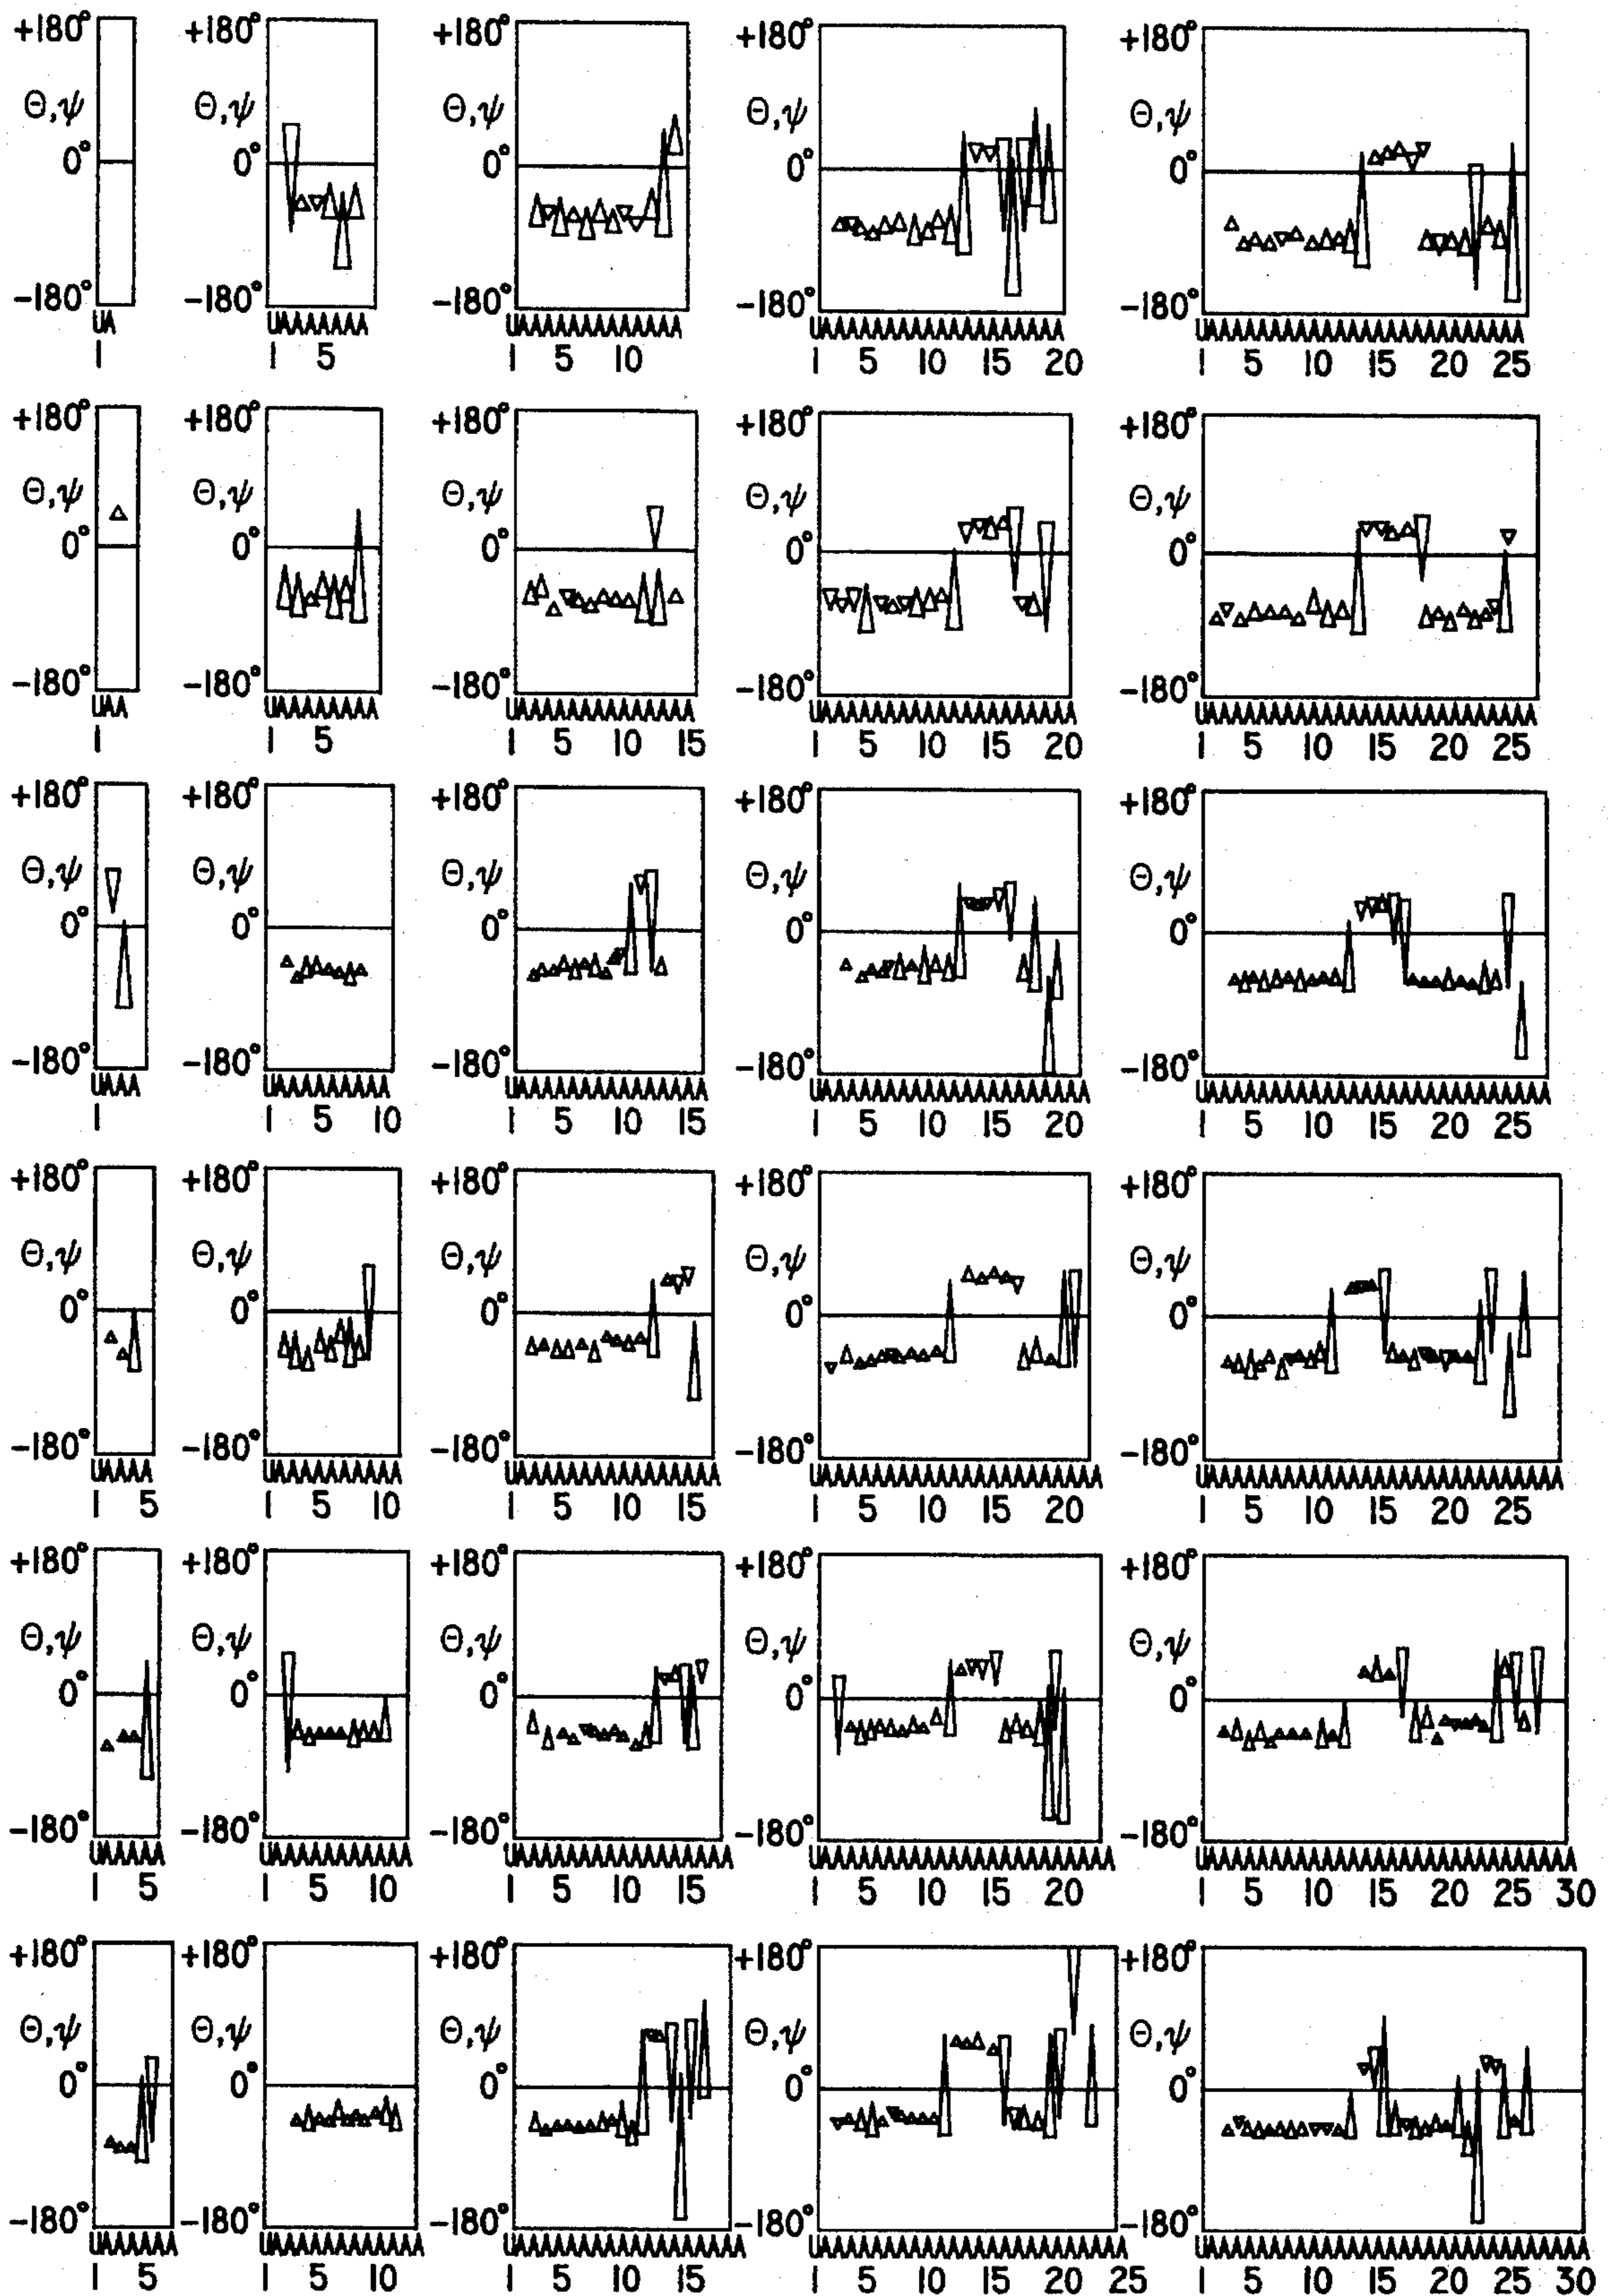 +180° +180° +180° +180° +180°
Θ,ψ Θ,ψ Θ,ψ Θ,ψ Θ,ψ
0° 0° 0° 0° 0°
-180° -180° -180° -180° -180°
UA UAAAAAAA UAAAAAAAAAAAAA UAAAAAAAAAAAAAAAAAAA UAAAAAAAAAAAAAAAAAAAAAAAAA
1 1 5 1 5 10 1 5 10 15 20 1 5 10 15 20 25
+180° +180° +180° +180° +180°
Θ,ψ Θ,ψ Θ,ψ Θ,ψ Θ,ψ
0° 0° 0° 0° 0°
-180° -180° -180° -180° -180°
UAA UAAAAAAAA UAAAAAAAAAAAAAA UAAAAAAAAAAAAAAAAAAAA UAAAAAAAAAAAAAAAAAAAAAAAAAA
1 1 5 1 5 10 15 1 5 10 15 20 1 5 10 15 20 25
+180° +180° +180° +180° +180°
Θ,ψ Θ,ψ Θ,ψ Θ,ψ Θ,ψ
0° 0° 0° 0° 0°
-180° -180° -180° -180° -180°
UAAA UAAAAAAAAA UAAAAAAAAAAAAAAA UAAAAAAAAAAAAAAAAAAAAA UAAAAAAAAAAAAAAAAAAAAAAAAAAA
1 1 5 10 1 5 10 15 1 5 10 15 20 1 5 10 15 20 25
+180° +180° +180° +180° +180°
Θ,ψ Θ,ψ Θ,ψ Θ,ψ Θ,ψ
0° 0° 0° 0° 0°
-180° -180° -180° -180° -180°
UAAAA UAAAAAAAAAA UAAAAAAAAAAAAAAAA UAAAAAAAAAAAAAAAAAAAAAA UAAAAAAAAAAAAAAAAAAAAAAAAAAAA
1 5 1 5 10 1 5 10 15 1 5 10 15 20 1 5 10 15 20 25
+180° +180° +180° +180° +180°
Θ,ψ Θ,ψ Θ,ψ Θ,ψ Θ,ψ
0° 0° 0° 0° 0°
-180° -180° -180° -180° -180°
UAAAAA UAAAAAAAAAAA UAAAAAAAAAAAAAAAAA UAAAAAAAAAAAAAAAAAAAAAAA UAAAAAAAAAAAAAAAAAAAAAAAAAAAAA
1 5 1 5 10 1 5 10 15 1 5 10 15 20 1 5 10 15 20 25 30
+180° +180° +180° +180° +180°
Θ,ψ Θ,ψ Θ,ψ Θ,ψ Θ,ψ
0° 0° 0° 0° 0°
-180° -180° -180° -180° -180°
UAAAAAA UAAAAAAAAAAAA UAAAAAAAAAAAAAAAAAA UAAAAAAAAAAAAAAAAAAAAAAAA UAAAAAAAAAAAAAAAAAAAAAAAAAAAAAA
1 5 1 5 10 1 5 10 15 1 5 10 15 20 25 1 5 10 15 20 25 30